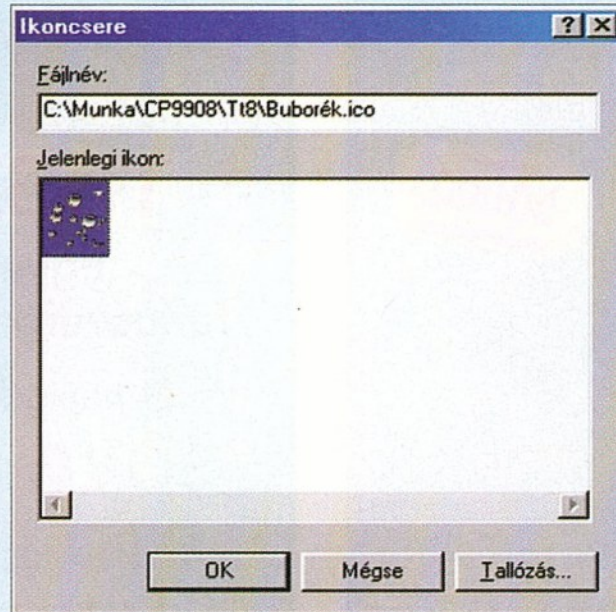 Ikoncsere
Fájlnév:
C:\Munka\CP9908\Tt8\Buborék.ico
Jelenlegi ikon:
OK Mégse Tallózás...